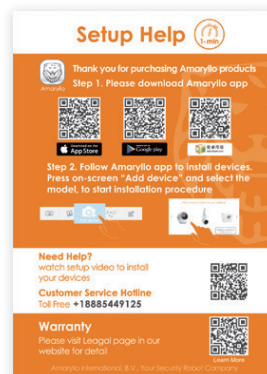 Setup Help
1-min
Amaryllo
Thank you for purchasing Amaryllo products
Step 1. Please download Amaryllo app
Download on the
App Store
Google play
Step 2. Follow Amaryllo app to install devices.
Press on-screen "Add device" and select the
model, to start installation procedure
Need Help?
watch setup video to install
your devices
Customer Service Hotline
Toll Free +18885449125
Warranty
Please visit Leagal page in our
website for detail
Learn More
Amaryllo International, B.V., Your Security Robot Company